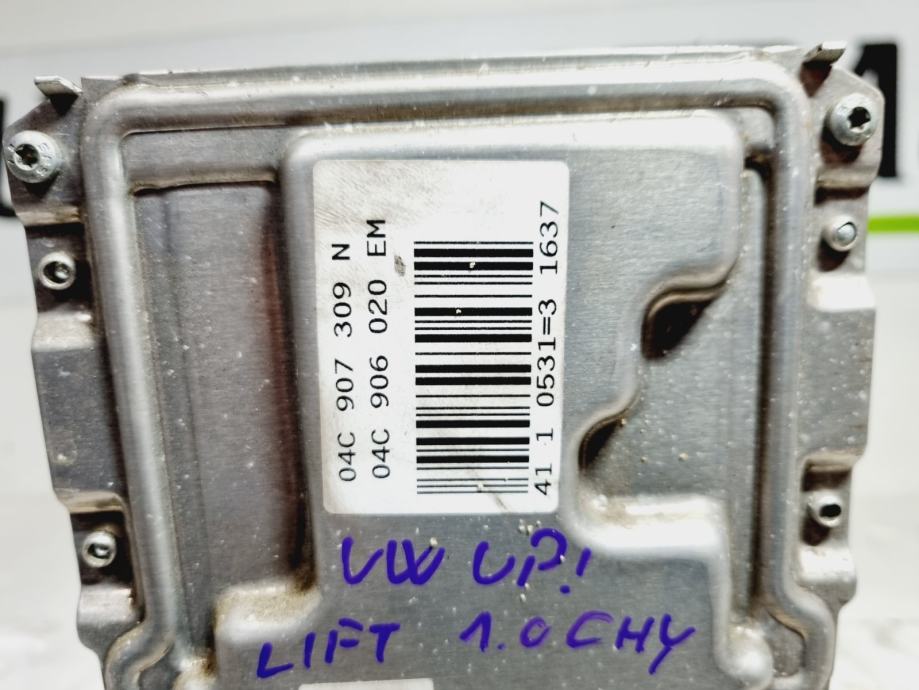 04C 907 309 N
04C 906 020 EM
41 1 0531=3 1637
VW UP!
LIFT 1.0 CHY